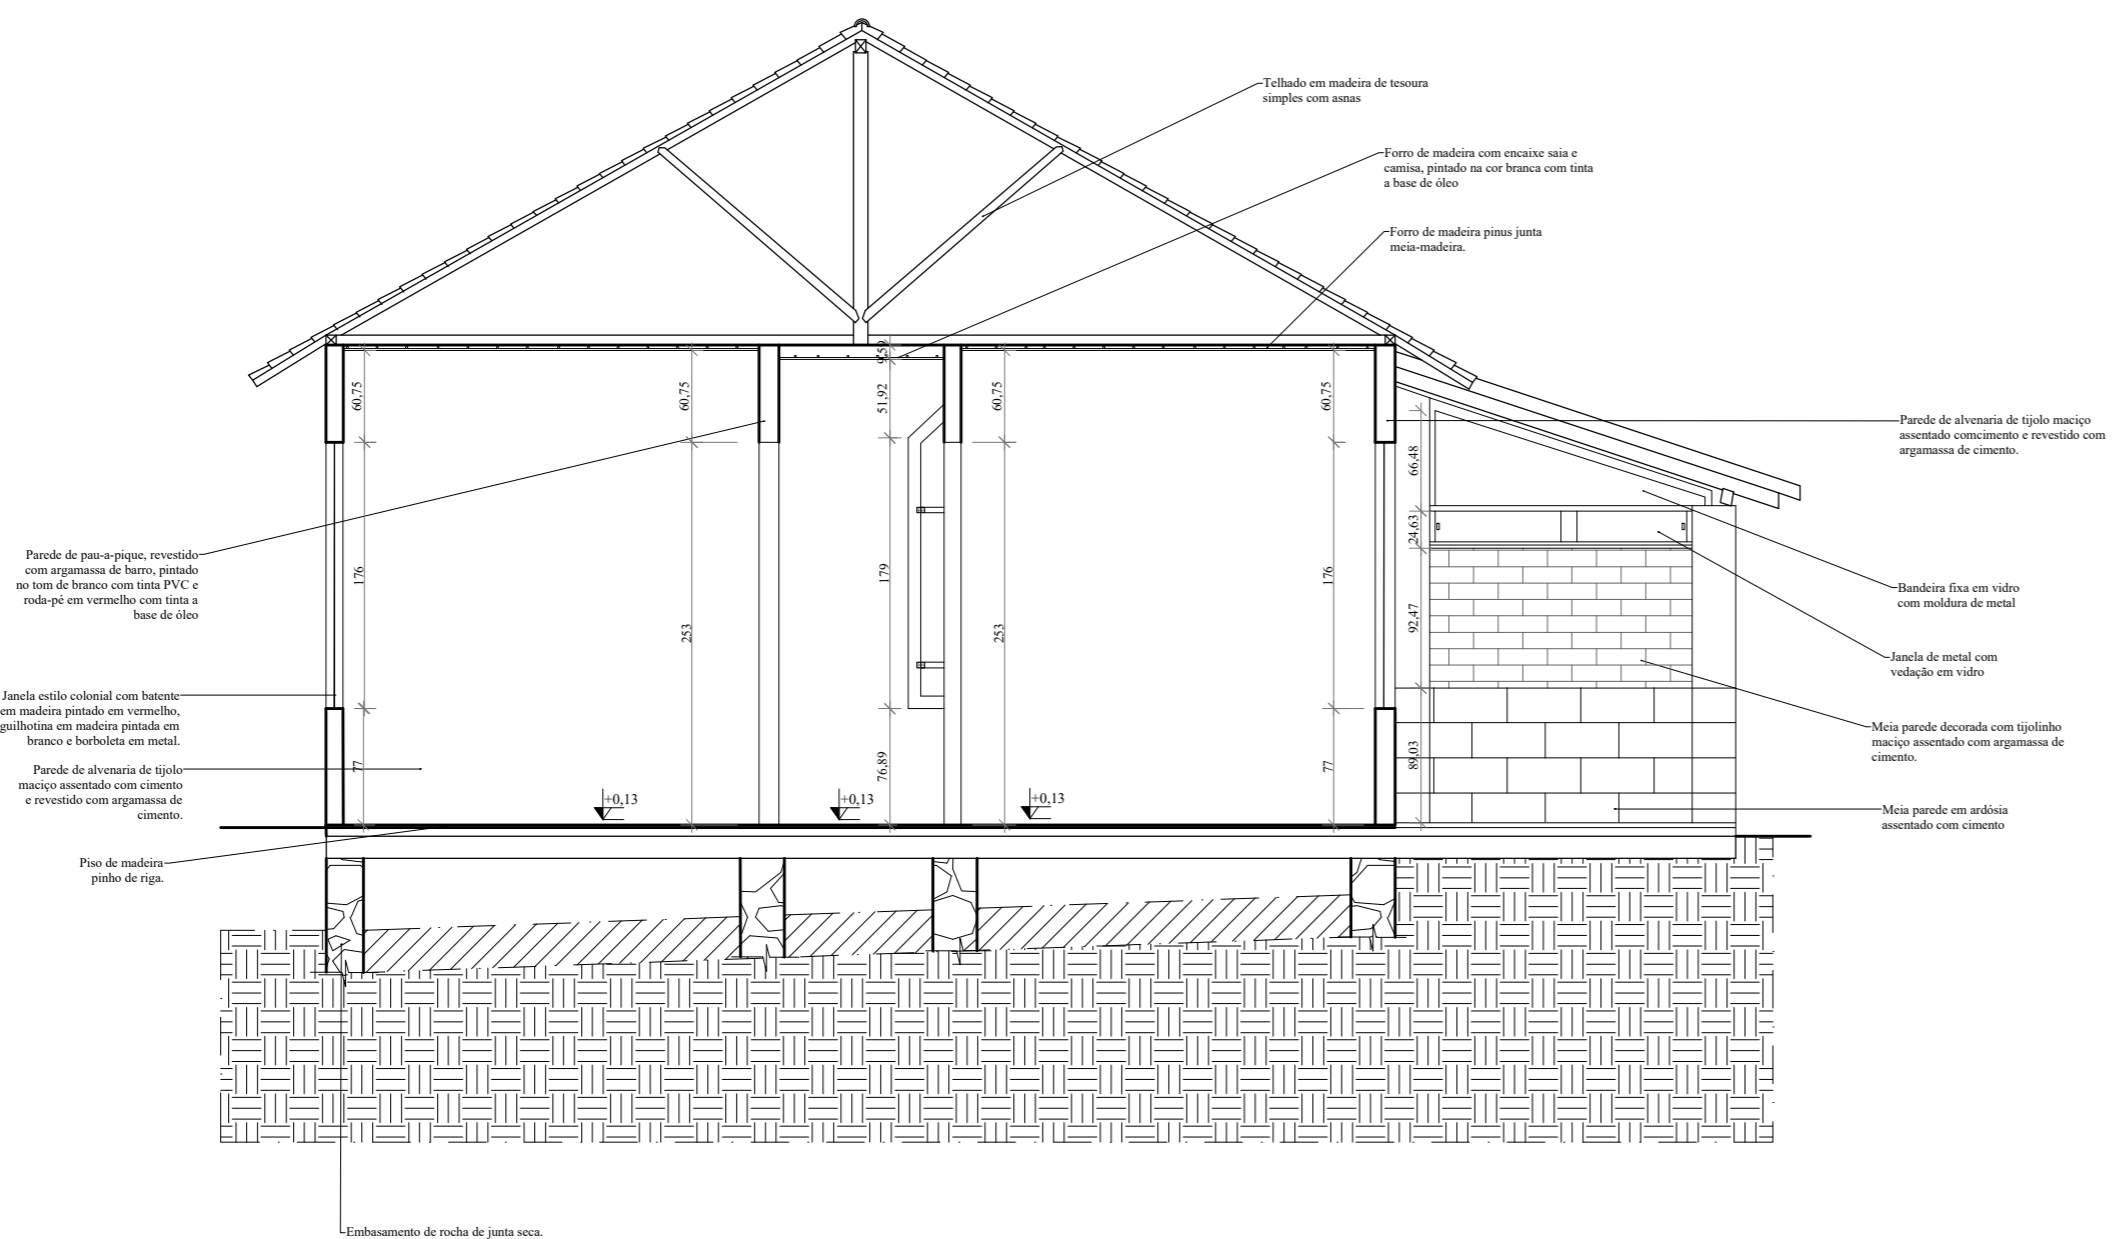 Telhado em madeira de tesoura
simples com asnas
Forro de madeira com encaixe saia e
camisa, pintado na cor branca com tinta
a base de óleo
Forro de madeira pinus junta
meia-madeira.
Parede de alvenaria de tijolo maciço
assentado comcimento e revestido com
argamassa de cimento.
Bandeira fixa em vidro
com moldura de metal
Janela de metal com
vedação em vidro
Meia parede decorada com tijolinho
maciço assentado com argamassa de
cimento.
Meia parede em ardósia
assentado com cimento
Parede de pau-a-pique, revestido
com argamassa de barro, pintado
no tom de branco com tinta PVC e
roda-pé em vermelho com tinta a
base de óleo
Janela estilo colonial com batente
em madeira pintado em vermelho,
guilhotina em madeira pintada em
branco e borboleta em metal.
Parede de alvenaria de tijolo
maciço assentado com cimento
e revestido com argamassa de
cimento.
Piso de madeira
pinho de riga.
Embasamento de rocha de junta seca.
60,75
176
77
60,75
253
51,92
179
76,89
60,75
253
60,75
176
77
66,48
24,63
92,47
89,03
+0,13
+0,13
+0,13